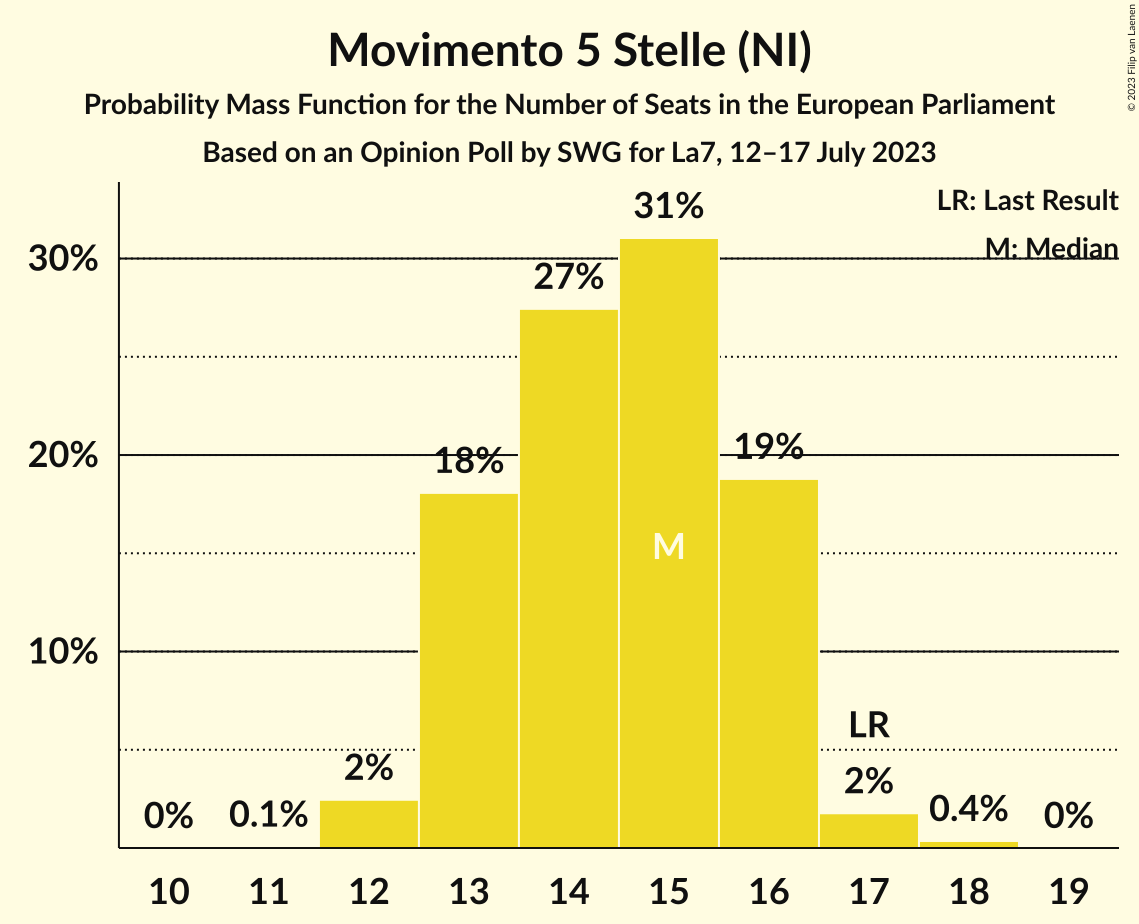 Movimento 5 Stelle (NI)
Probability Mass Function for the Number of Seats in the European Parliament
Based on an Opinion Poll by SWG for La7, 12–17 July 2023
© 2023 Filip van Laenen
LR: Last Result
M: Median
31%
30%
27%
20%
18%
19%
M
10%
LR
2%
2%
0%
0.1%
0.4%
0%
10 11 12 13 14 15 16 17 18 19